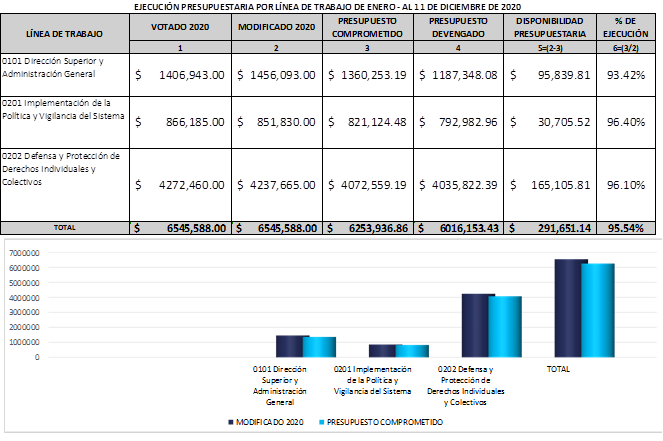 EJECUCIÓN PRESUPUESTARIA POR LÍNEA DE TRABAJO DE ENERO - AL 11 DE DICIEMBRE DE 2020
LÍNEA DE TRABAJO VOTADO 2020 MODIFICADO 2020 PRESUPUESTO COMPROMETIDO PRESUPUESTO DEVENGADO DISPONIBILIDAD PRESUPUESTARIA % DE EJECUCIÓN
1 2 3 4 5=(2-3) 6=(3/2)
0101 Dirección Superior y
Administración General $ 1406,943.00 $ 1456,093.00 $ 1360,253.19 $ 1187,348.08 $ 95,839.81 93.42%
0201 Implementación de la
Política y Vigilancia del Sistema $ 866,185.00 $ 851,830.00 $ 821,124.48 $ 792,982.96 $ 30,705.52 96.40%
0202 Defensa y Protección de
Derechos Individuales y
Colectivos $ 4272,460.00 $ 4237,665.00 $ 4072,559.19 $ 4035,822.39 $ 165,105.81 96.10%
TOTAL $ 6545,588.00 $ 6545,588.00 $ 6253,936.86 $ 6016,153.43 $ 291,651.14 95.54%
7000000
6000000
5000000
4000000
3000000
2000000
1000000
0
0101 Dirección
Superior y
Administración
General
0201 Implementación
de la Política y
Vigilancia del Sistema
0202 Defensa y
Protección de
Derechos Individuales
y Colectivos
TOTAL
MODIFICADO 2020 PRESUPUESTO COMPROMETIDO